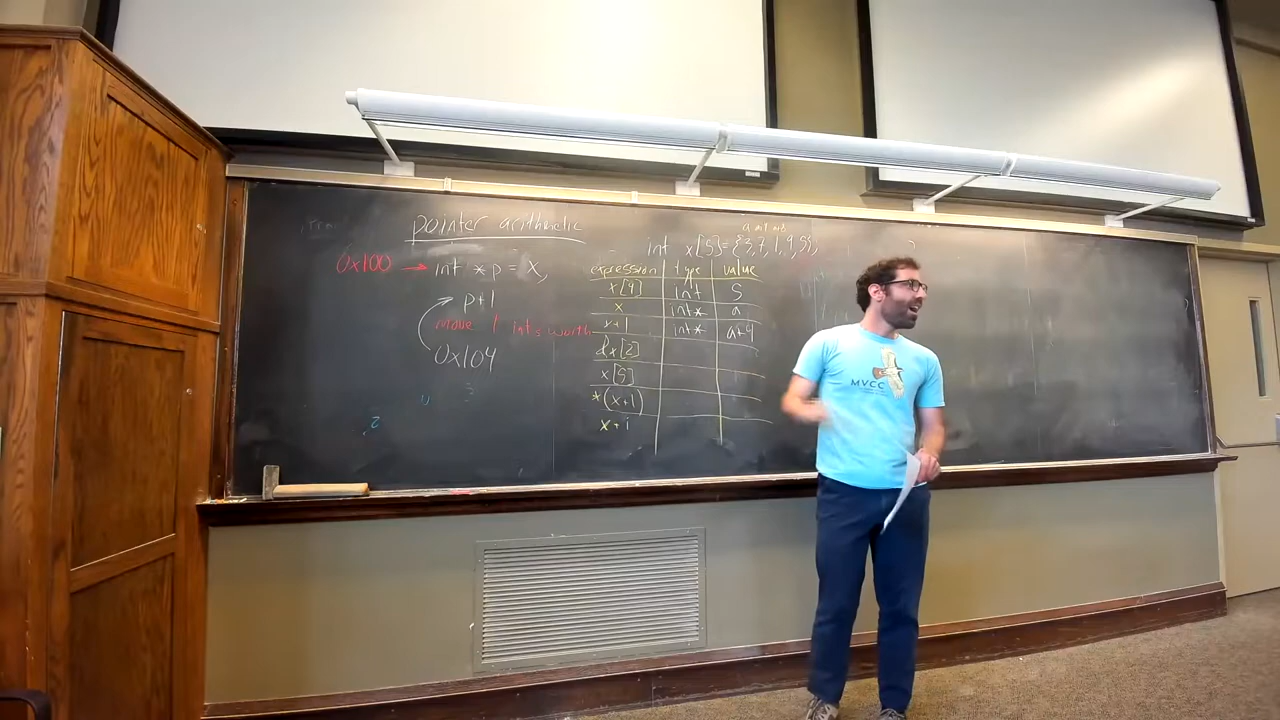 pointer arithmetic
0x100 → int *p = x;
p+1
move 1 int's worth
0x104
int x[5] = {3,7,1,9,5};
expression type value
x[4] int 5
x int* a
x+1 int* a+4
&x[2]
x[5]
*(x+1)
x+i
MVCC